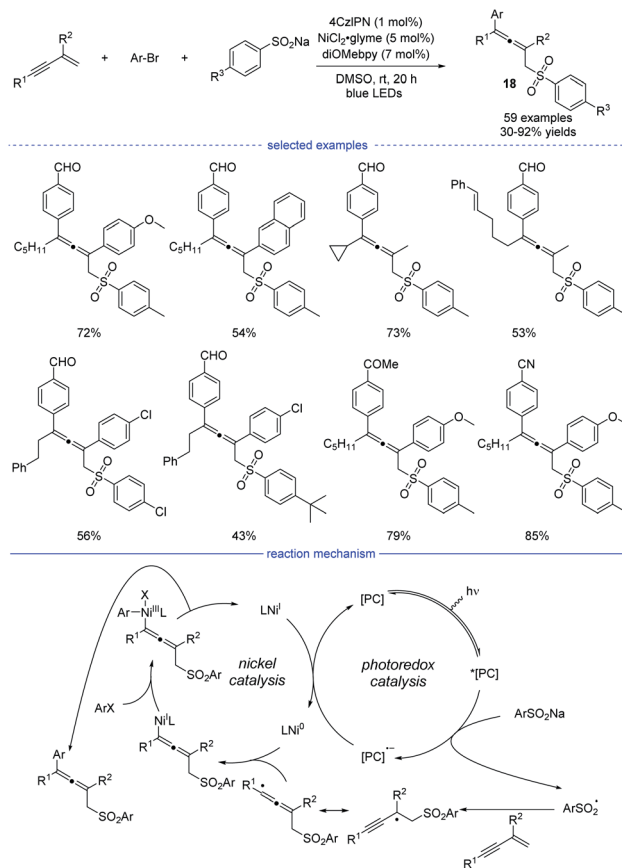 R²
R¹
+
Ar-Br
+
SO₂Na
R³
4CzIPN (1 mol%)
NiCl₂•glyme (5 mol%)
diOMebpy (7 mol%)
DMSO, rt, 20 h
blue LEDs
Ar
R¹
R²
S
O
O
18
R³
59 examples
30-92% yields
selected examples
CHO
C₅H₁₁
O
O
S
O
72%
CHO
C₅H₁₁
O
S
O
54%
CHO
O
S
O
73%
CHO
Ph
O
S
O
53%
CHO
Cl
Ph
O
S
O
Cl
56%
CHO
Cl
Ph
O
S
O
43%
COMe
O
C₅H₁₁
O
S
O
79%
CN
O
C₅H₁₁
O
S
O
85%
reaction mechanism
X
Ar NiᴵᴵᴵL
R¹
R²
SO₂Ar
LNiᴵ
nickel
catalysis
[PC]
hν
photoredox
catalysis
*[PC]
ArSO₂Na
ArX
NiᴵL
R¹
R²
SO₂Ar
LNi⁰
[PC]•−
Ar
R¹
R²
SO₂Ar
R¹
R²
SO₂Ar
R²
SO₂Ar
R¹
ArSO₂•
R²
R¹